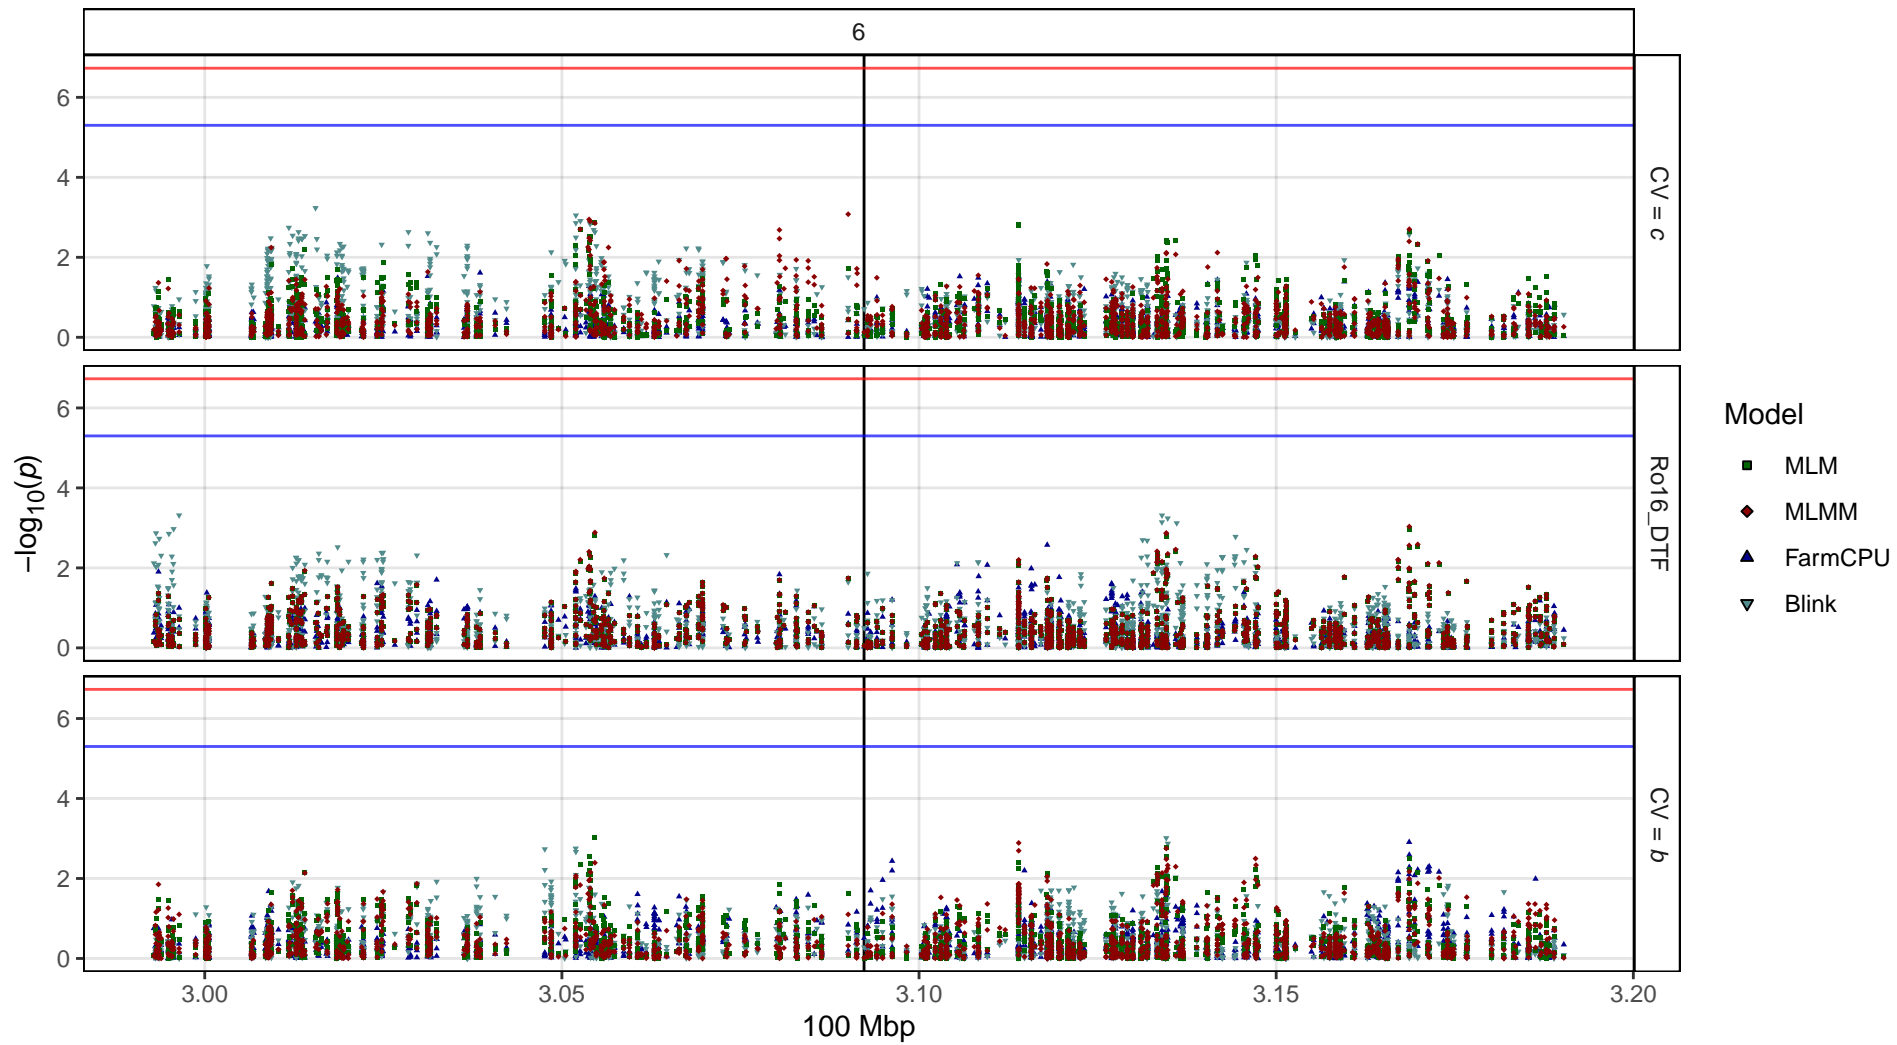 6
6
4
2
0
CV = c
6
4
2
0
Ro16_DTF
6
4
2
0
CV = b
−log10(p)
3.00 3.05 3.10 3.15 3.20
100 Mbp
Model
MLM
MLMM
FarmCPU
Blink